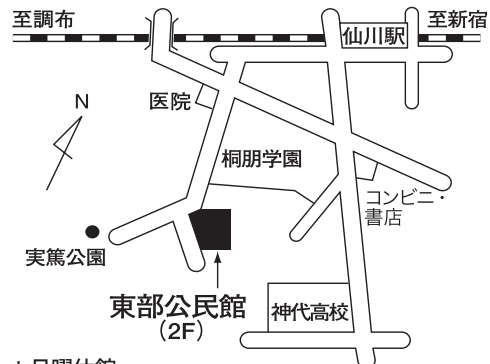 至調布
仙川駅
至新宿
N
医院
桐朋学園
コンビニ・
書店
実篤公園
東部公民館
(2F)
神代高校